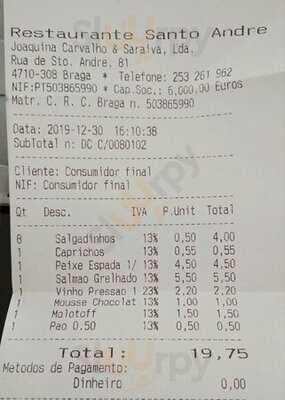 Restaurante Santo Andre
Joaquina Carvalho & Saraiva, Lda.
Rua de Sto. Andre, 81
4710-308 Braga * Telefone: 253 261 962
NIF:PT503865990 * Cap.Soc.: 6,000,00 Euros
Matr. C. R. C. Braga n. 503865990
Data: 2019-12-30 16:10:38
SubTotal n: DC C/0080102
Cliente: Consumidor final
NIF: Consumidor final
Qt Desc. IVA P.Unit Total
8 Salgadinhos 13% 0,50 4,00
1 Caprichos 13% 0,55 0,55
1 Peixe Espada 1/ 13% 4,50 4,50
1 Salmao Grelhado 13% 5,50 5,50
1 Vinho Pressao 1 23% 2,20 2,20
1 Mousse Chocolat 13% 1,00 1,00
1 Molotoff 13% 1,50 1,50
1 Pao 0.50 13% 0,50 0,50
Total: 19,75
Metodos de Pagamento:
Dinheiro 0,00